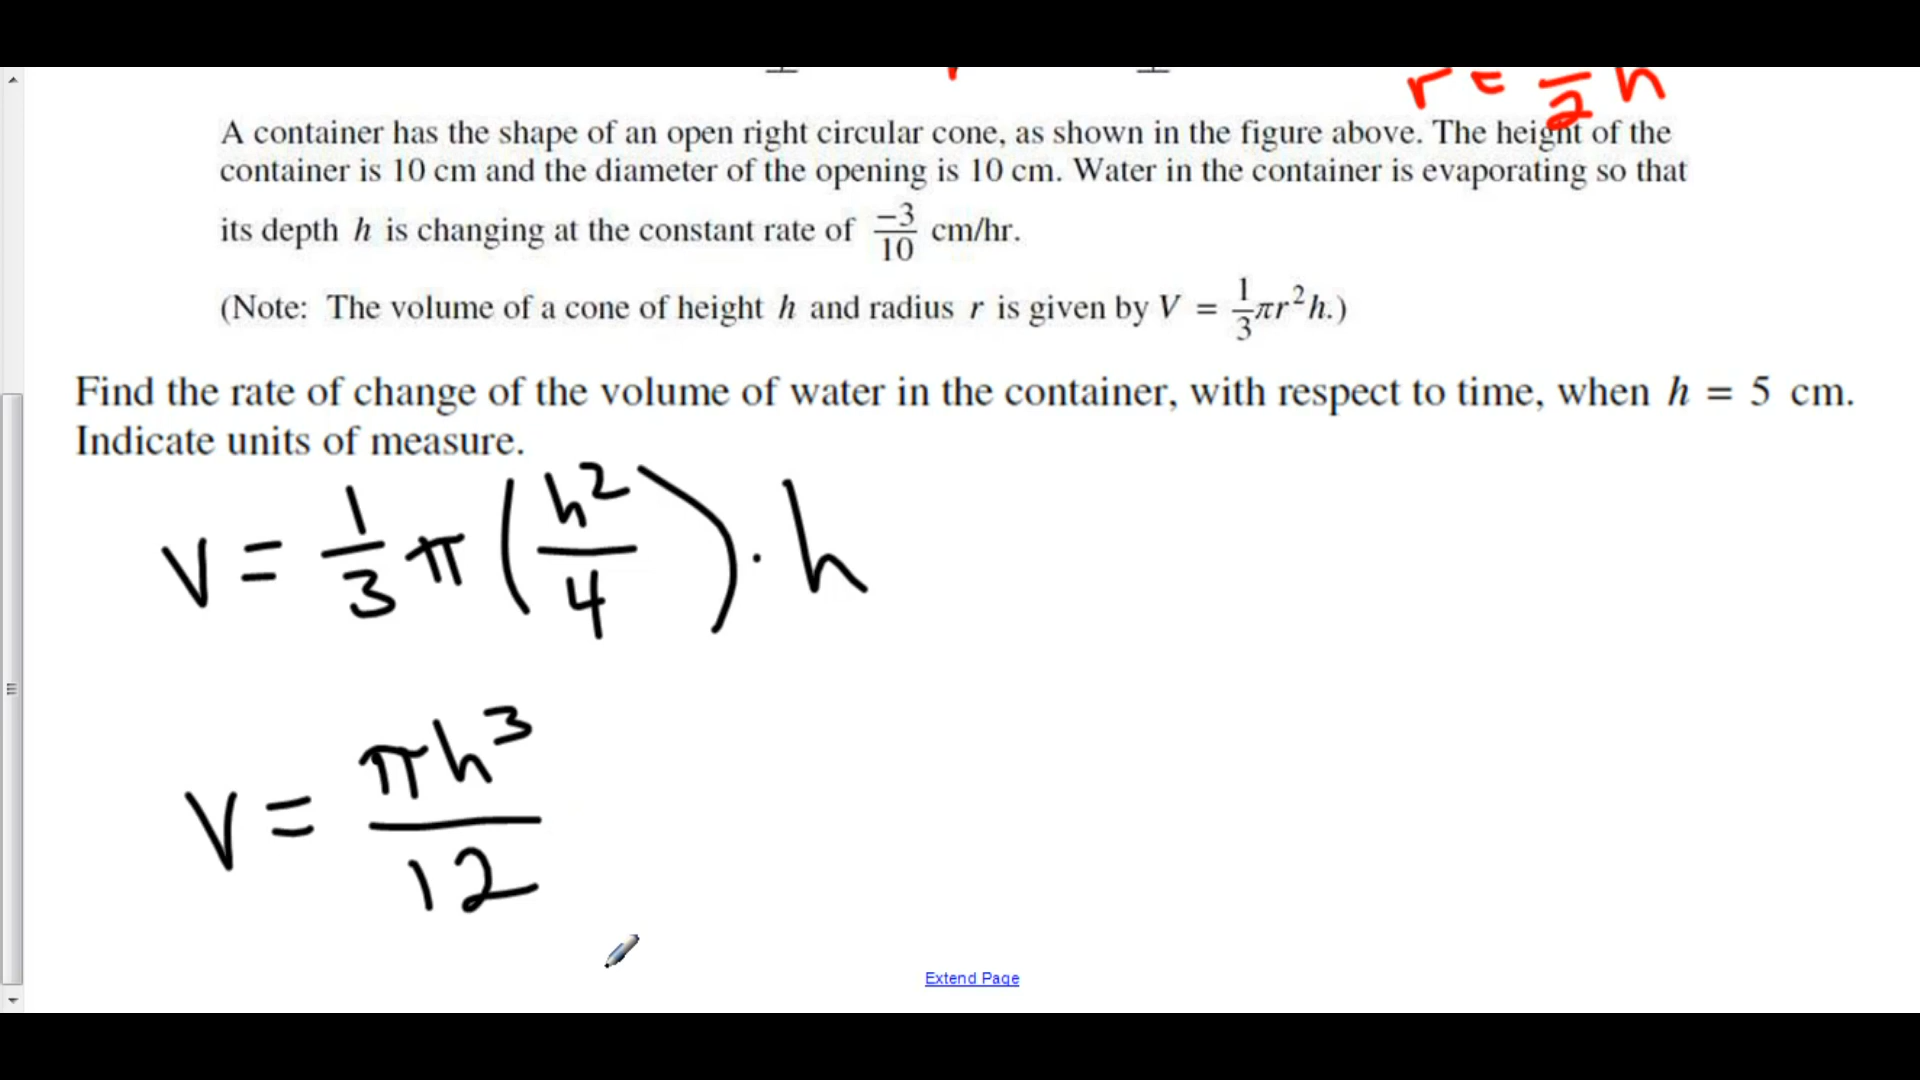 r = 1/2 h
A container has the shape of an open right circular cone, as shown in the figure above. The height of the
container is 10 cm and the diameter of the opening is 10 cm. Water in the container is evaporating so that
its depth h is changing at the constant rate of -3/10 cm/hr.
(Note: The volume of a cone of height h and radius r is given by V = 1/3 πr²h.)
Find the rate of change of the volume of water in the container, with respect to time, when h = 5 cm.
Indicate units of measure.
V = 1/3 π (h²/4) · h
V = πh³/12
Extend Page